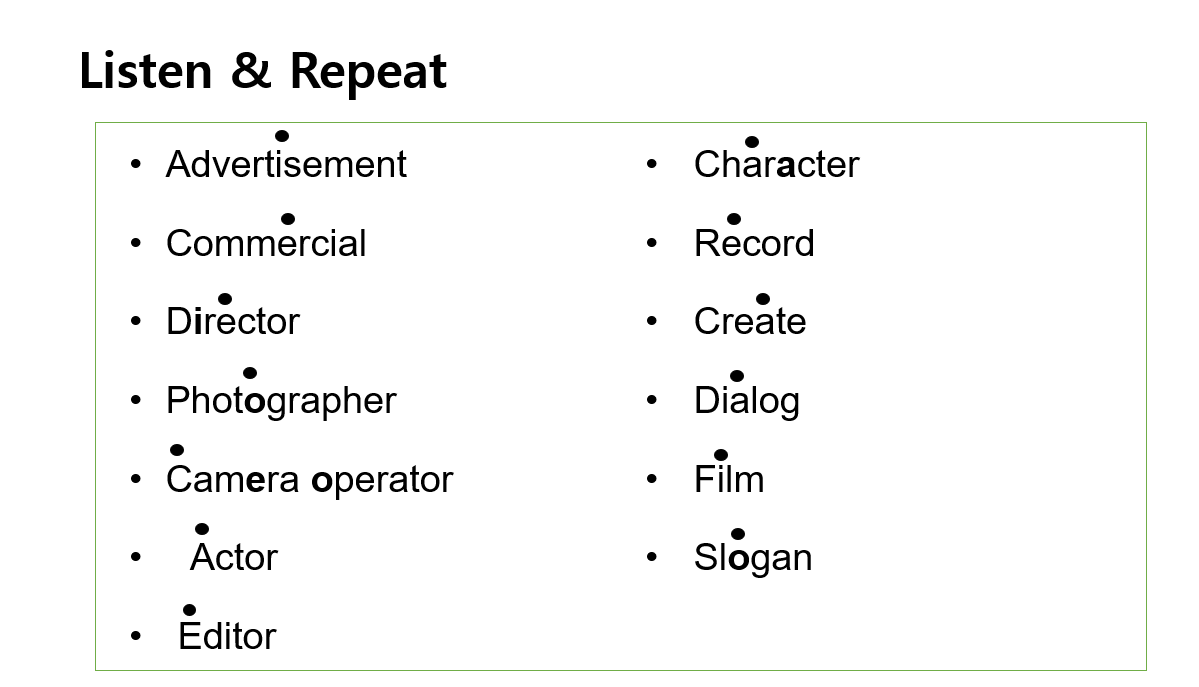 Listen & Repeat
• Advertisement
• Commercial
• Director
• Photographer
• Camera operator
• Actor
• Editor
• Character
• Record
• Create
• Dialog
• Film
• Slogan